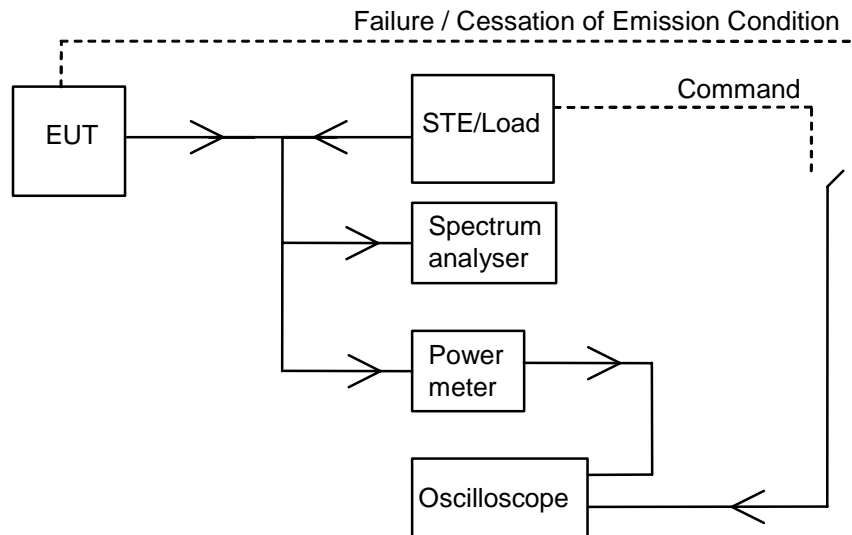 Failure / Cessation of Emission Condition
Command
EUT
STE/Load
Spectrum
analyser
Power
meter
Oscilloscope